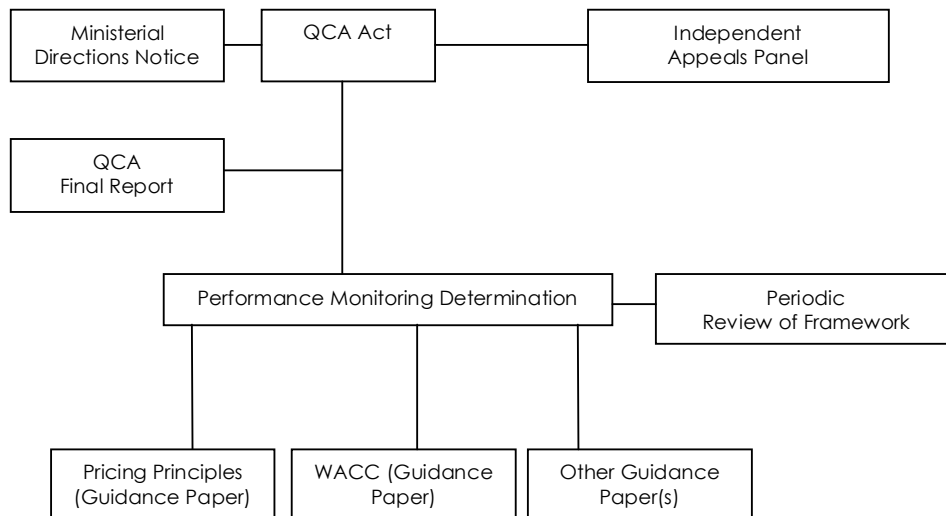 Ministerial
Directions Notice
QCA Act
Independent
Appeals Panel
QCA
Final Report
Performance Monitoring Determination
Periodic
Review of Framework
Pricing Principles
(Guidance Paper)
WACC (Guidance
Paper)
Other Guidance
Paper(s)